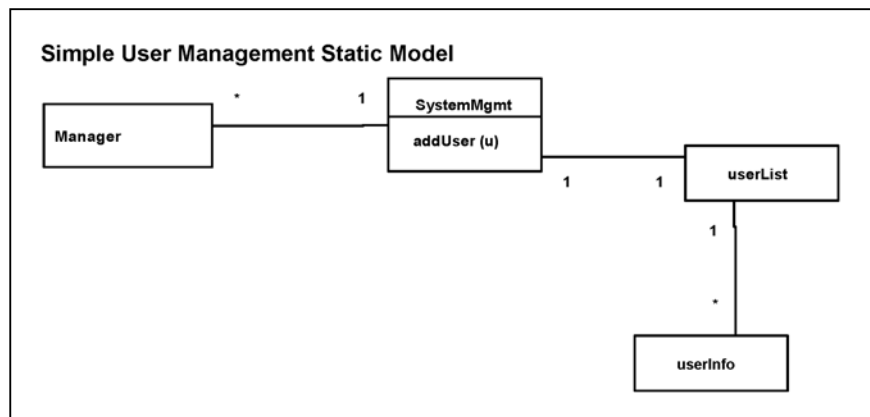 Simple User Management Static Model
* 1
SystemMgmt
Manager
addUser (u)
userList
1 1
1
*
userInfo